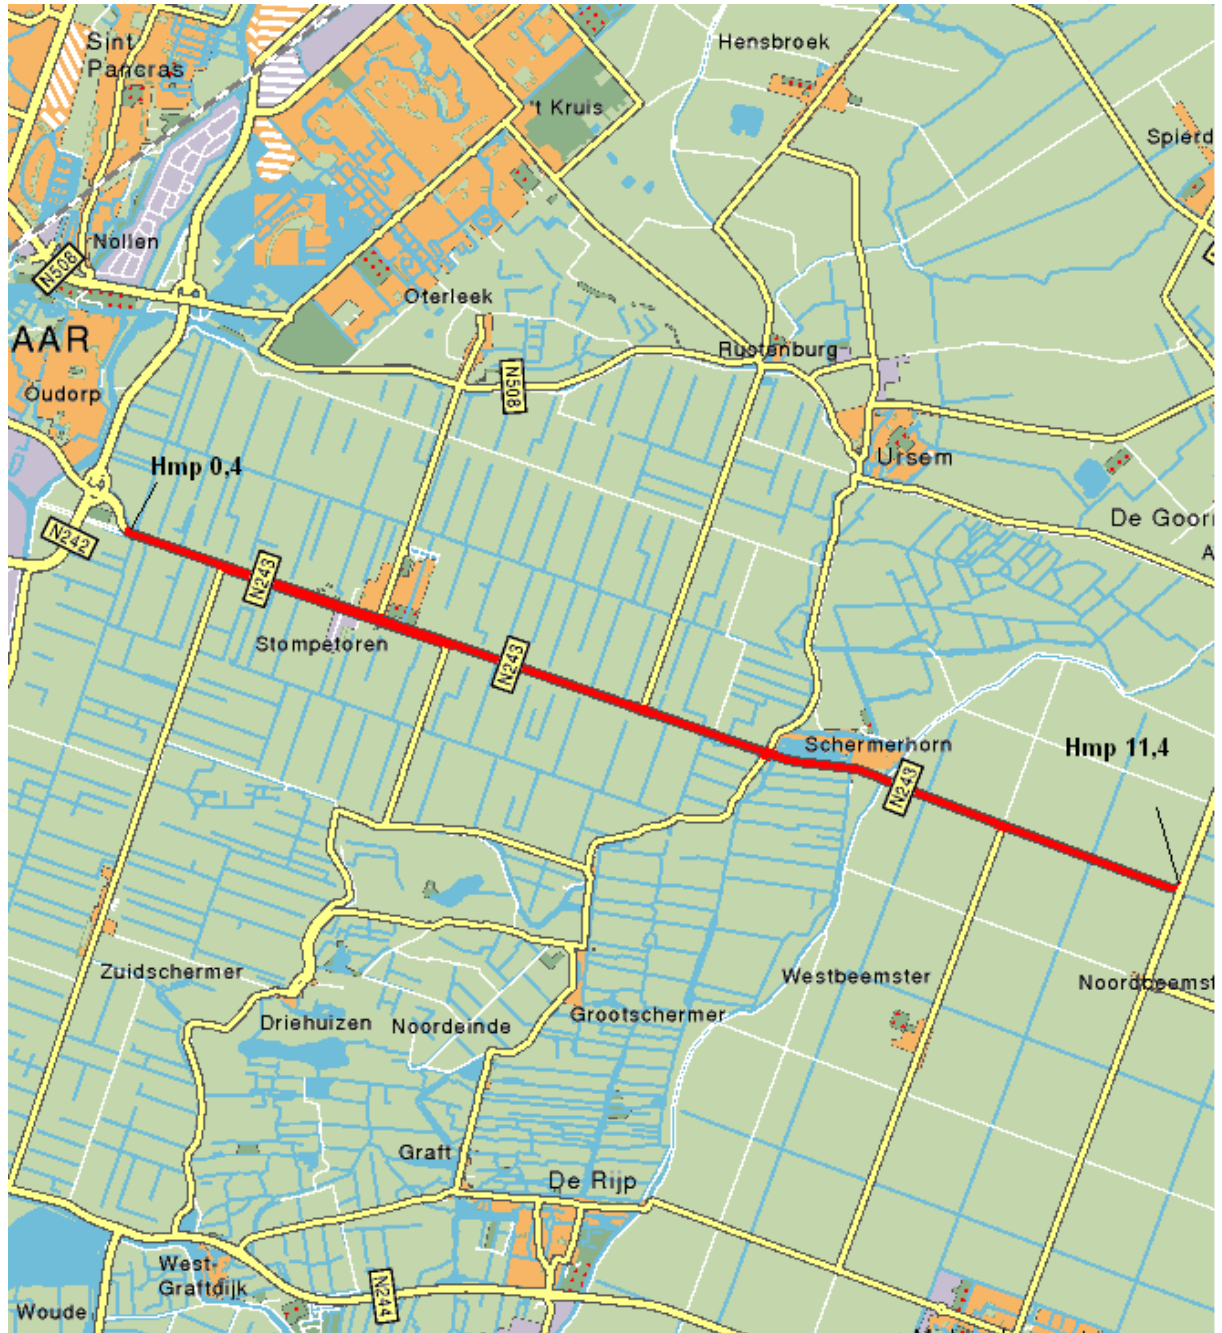 Hensbroek
Sint
Pancras
't Kruis
Spierd
Nollen
N508
Oterleek
AAR
Rustenburg
N508
Oudorp
Ursem
Hmp 0,4
De Goorn
A
N242
N243
Stompetoren
N243
Schermerhorn
Hmp 11,4
N243
Zuidschermer
Westbeemster
Noordbeemst
Driehuizen
Noordeinde
Grootschermer
Graft
De Rijp
West-
Graftdijk
N244
Woude